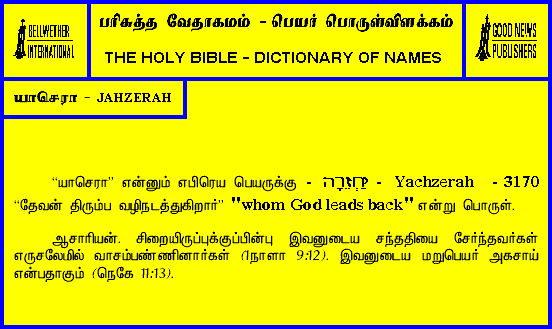 BELLWETHER
INTERNATIONAL
பரிசுத்த வேதாகமம் - பெயர் பொருள்விளக்கம்
THE HOLY BIBLE - DICTIONARY OF NAMES
GOOD NEWS
PUBLISHERS
யாசெரா - JAHZERAH
“யாசெரா” என்னும் எபிரெய பெயருக்கு - יַחְזֵרָה - Yachzerah - 3170
“தேவன் திரும்ப வழிநடத்துகிறார்” "whom God leads back" என்று பொருள்.
ஆசாரியன். சிறையிருப்புக்குப்பின்பு இவனுடைய சந்ததியை சேர்ந்தவர்கள்
எருசலேமில் வாசம்பண்ணினார்கள் (1நாளா 9:12). இவனுடைய மறுபெயர் அகசாய்
என்பதாகும் (நெகே 11:13).